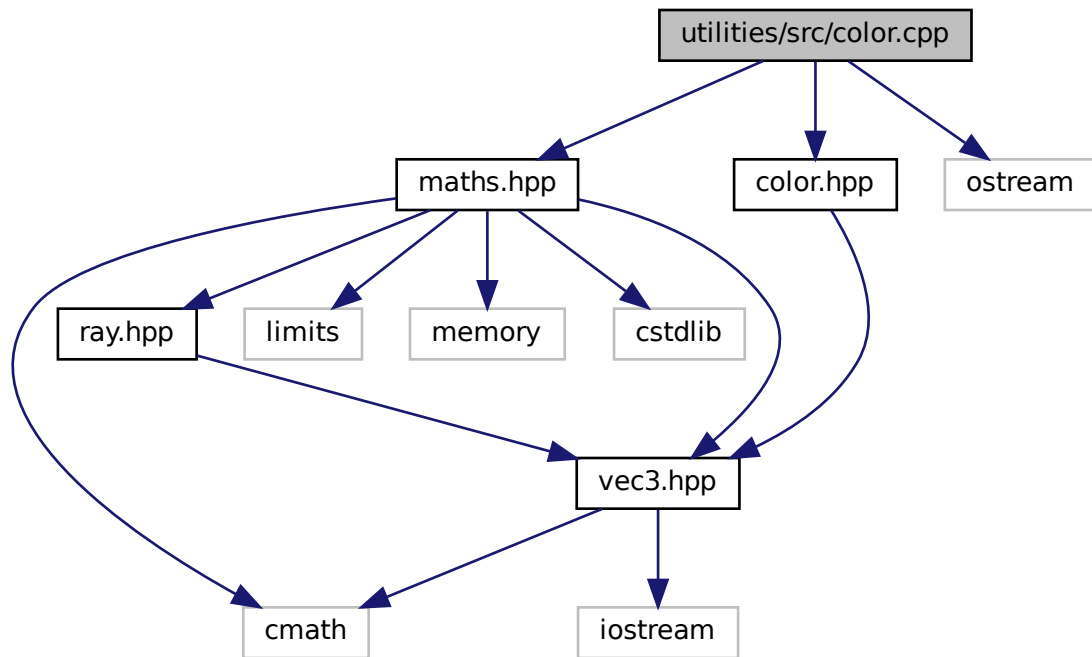 utilities/src/color.cpp
maths.hpp
color.hpp
ostream
ray.hpp
limits
memory
cstdlib
vec3.hpp
cmath
iostream